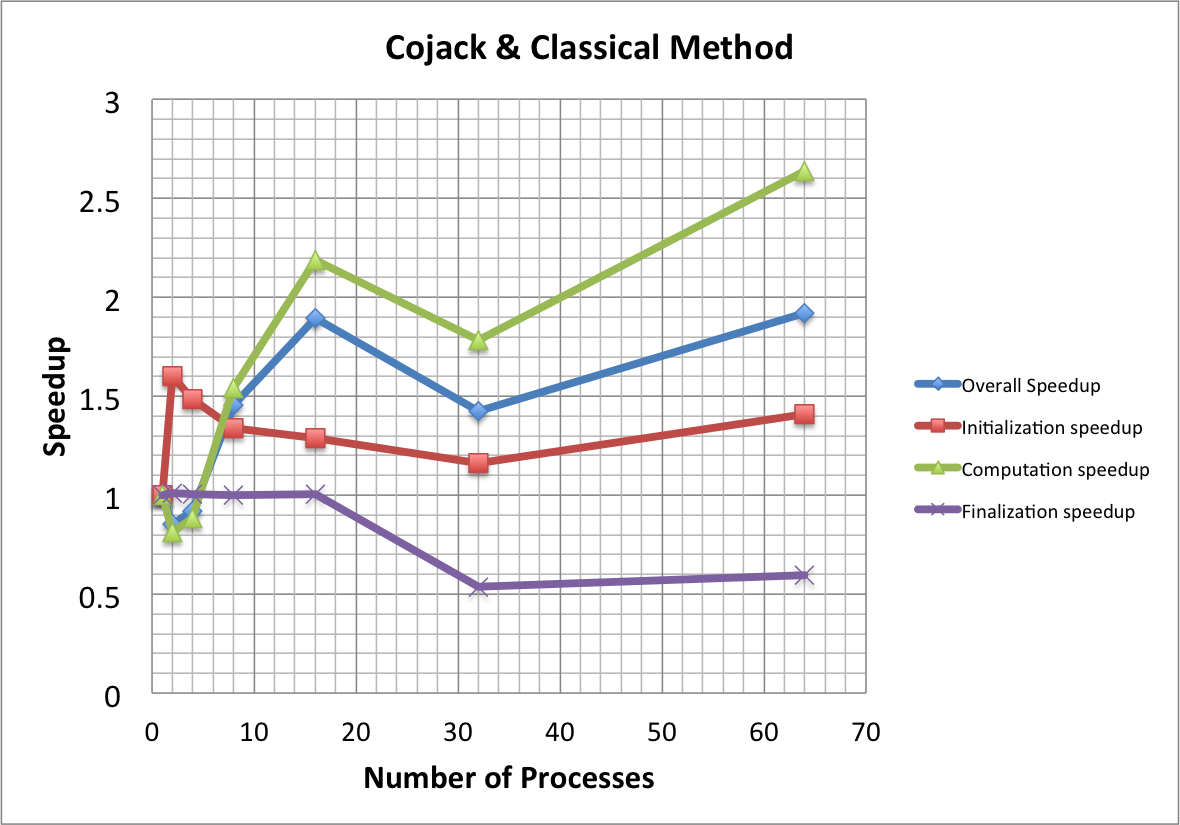 Cojack & Classical Method
3
2.5
2
1.5
1
0.5
0
Speedup
0 10 20 30 40 50 60 70
Number of Processes
Overall Speedup
Initialization speedup
Computation speedup
Finalization speedup